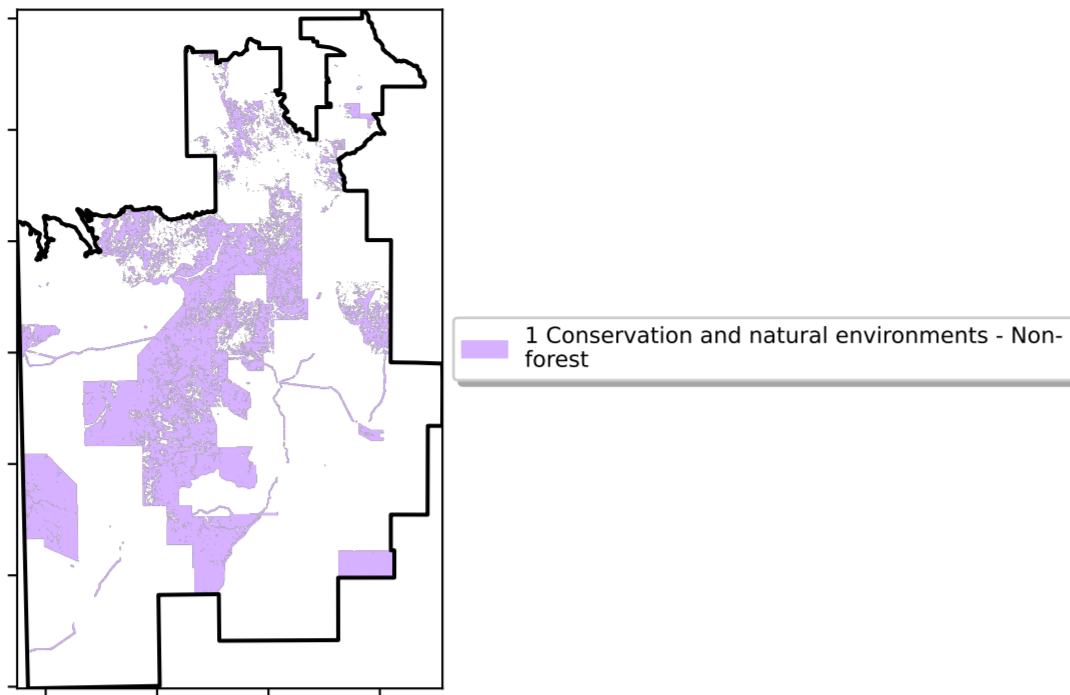 1 Conservation and natural environments - Non-
forest